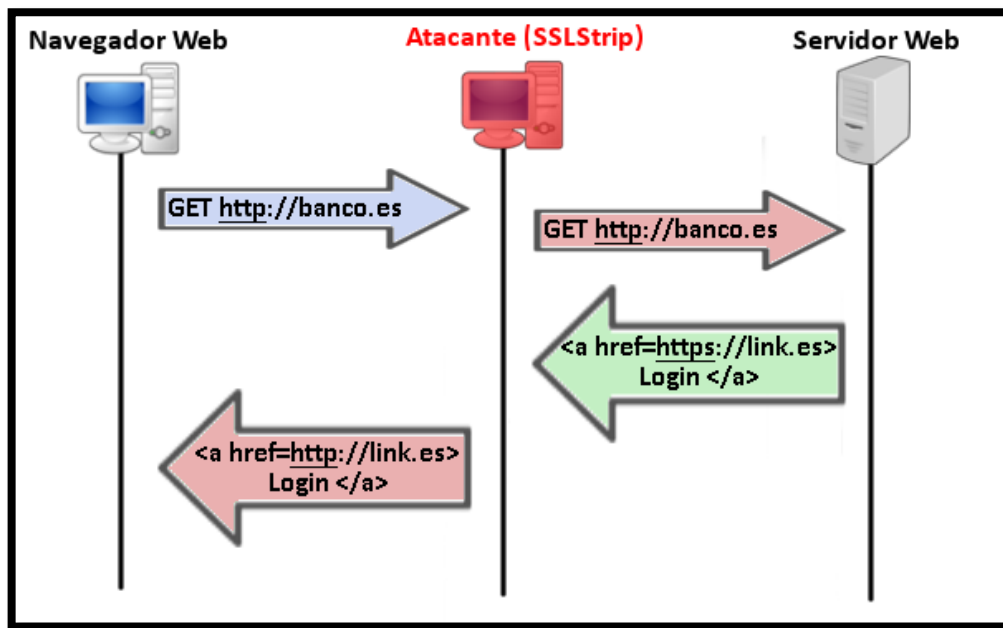 Navegador Web
Atacante (SSLStrip)
Servidor Web
GET http://banco.es
GET http://banco.es
<a href=https://link.es>
Login </a>
<a href=http://link.es>
Login </a>